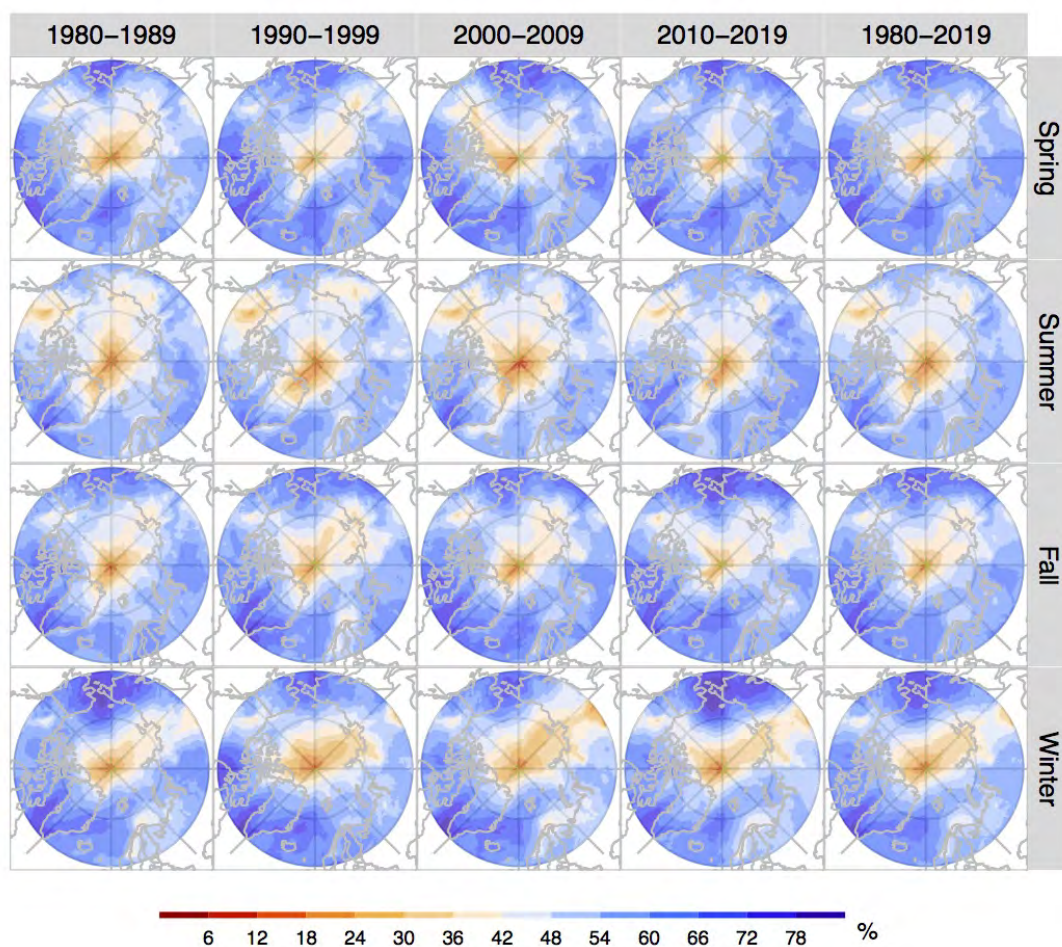 1980–1989 1990–1999 2000–2009 2010–2019 1980–2019
Spring
Summer
Fall
Winter
6 12 18 24 30 36 42 48 54 60 66 72 78 %